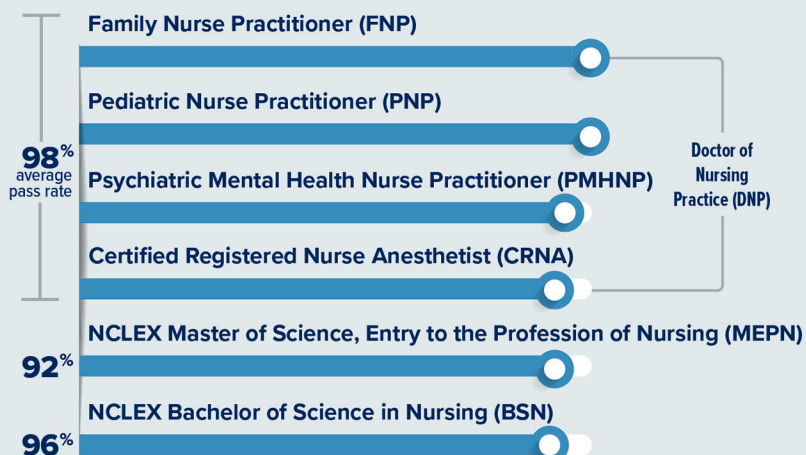 Family Nurse Practitioner (FNP)
Pediatric Nurse Practitioner (PNP)
98%
average
pass rate
Psychiatric Mental Health Nurse Practitioner (PMHNP)
Doctor of
Nursing
Practice (DNP)
Certified Registered Nurse Anesthetist (CRNA)
NCLEX Master of Science, Entry to the Profession of Nursing (MEPN)
92%
NCLEX Bachelor of Science in Nursing (BSN)
96%